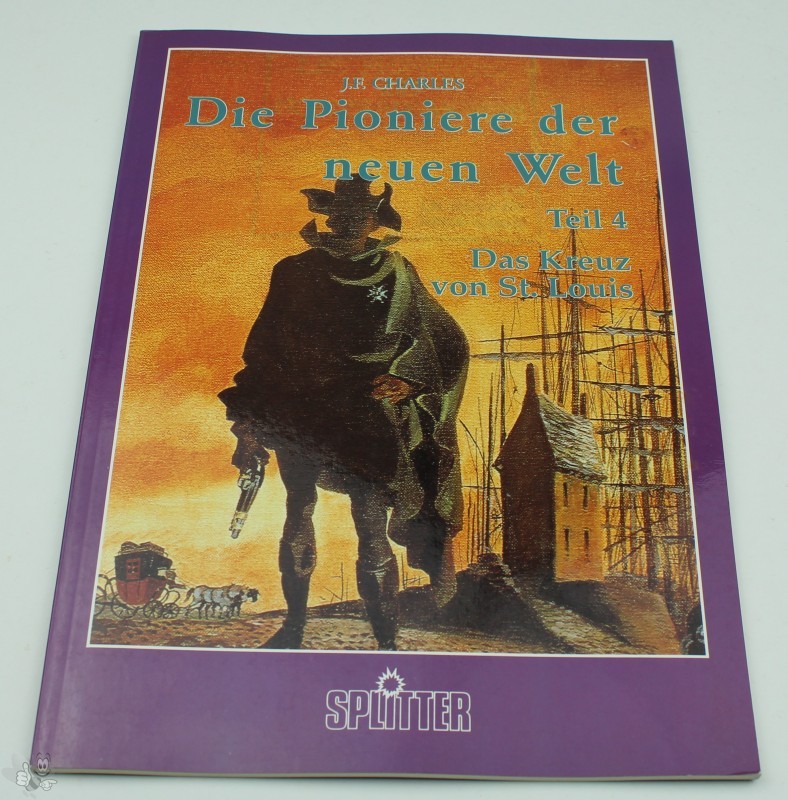 J.F. CHARLES
Die Pioniere der
neuen Welt
Teil 4
Das Kreuz
von St. Louis
SPLITTER